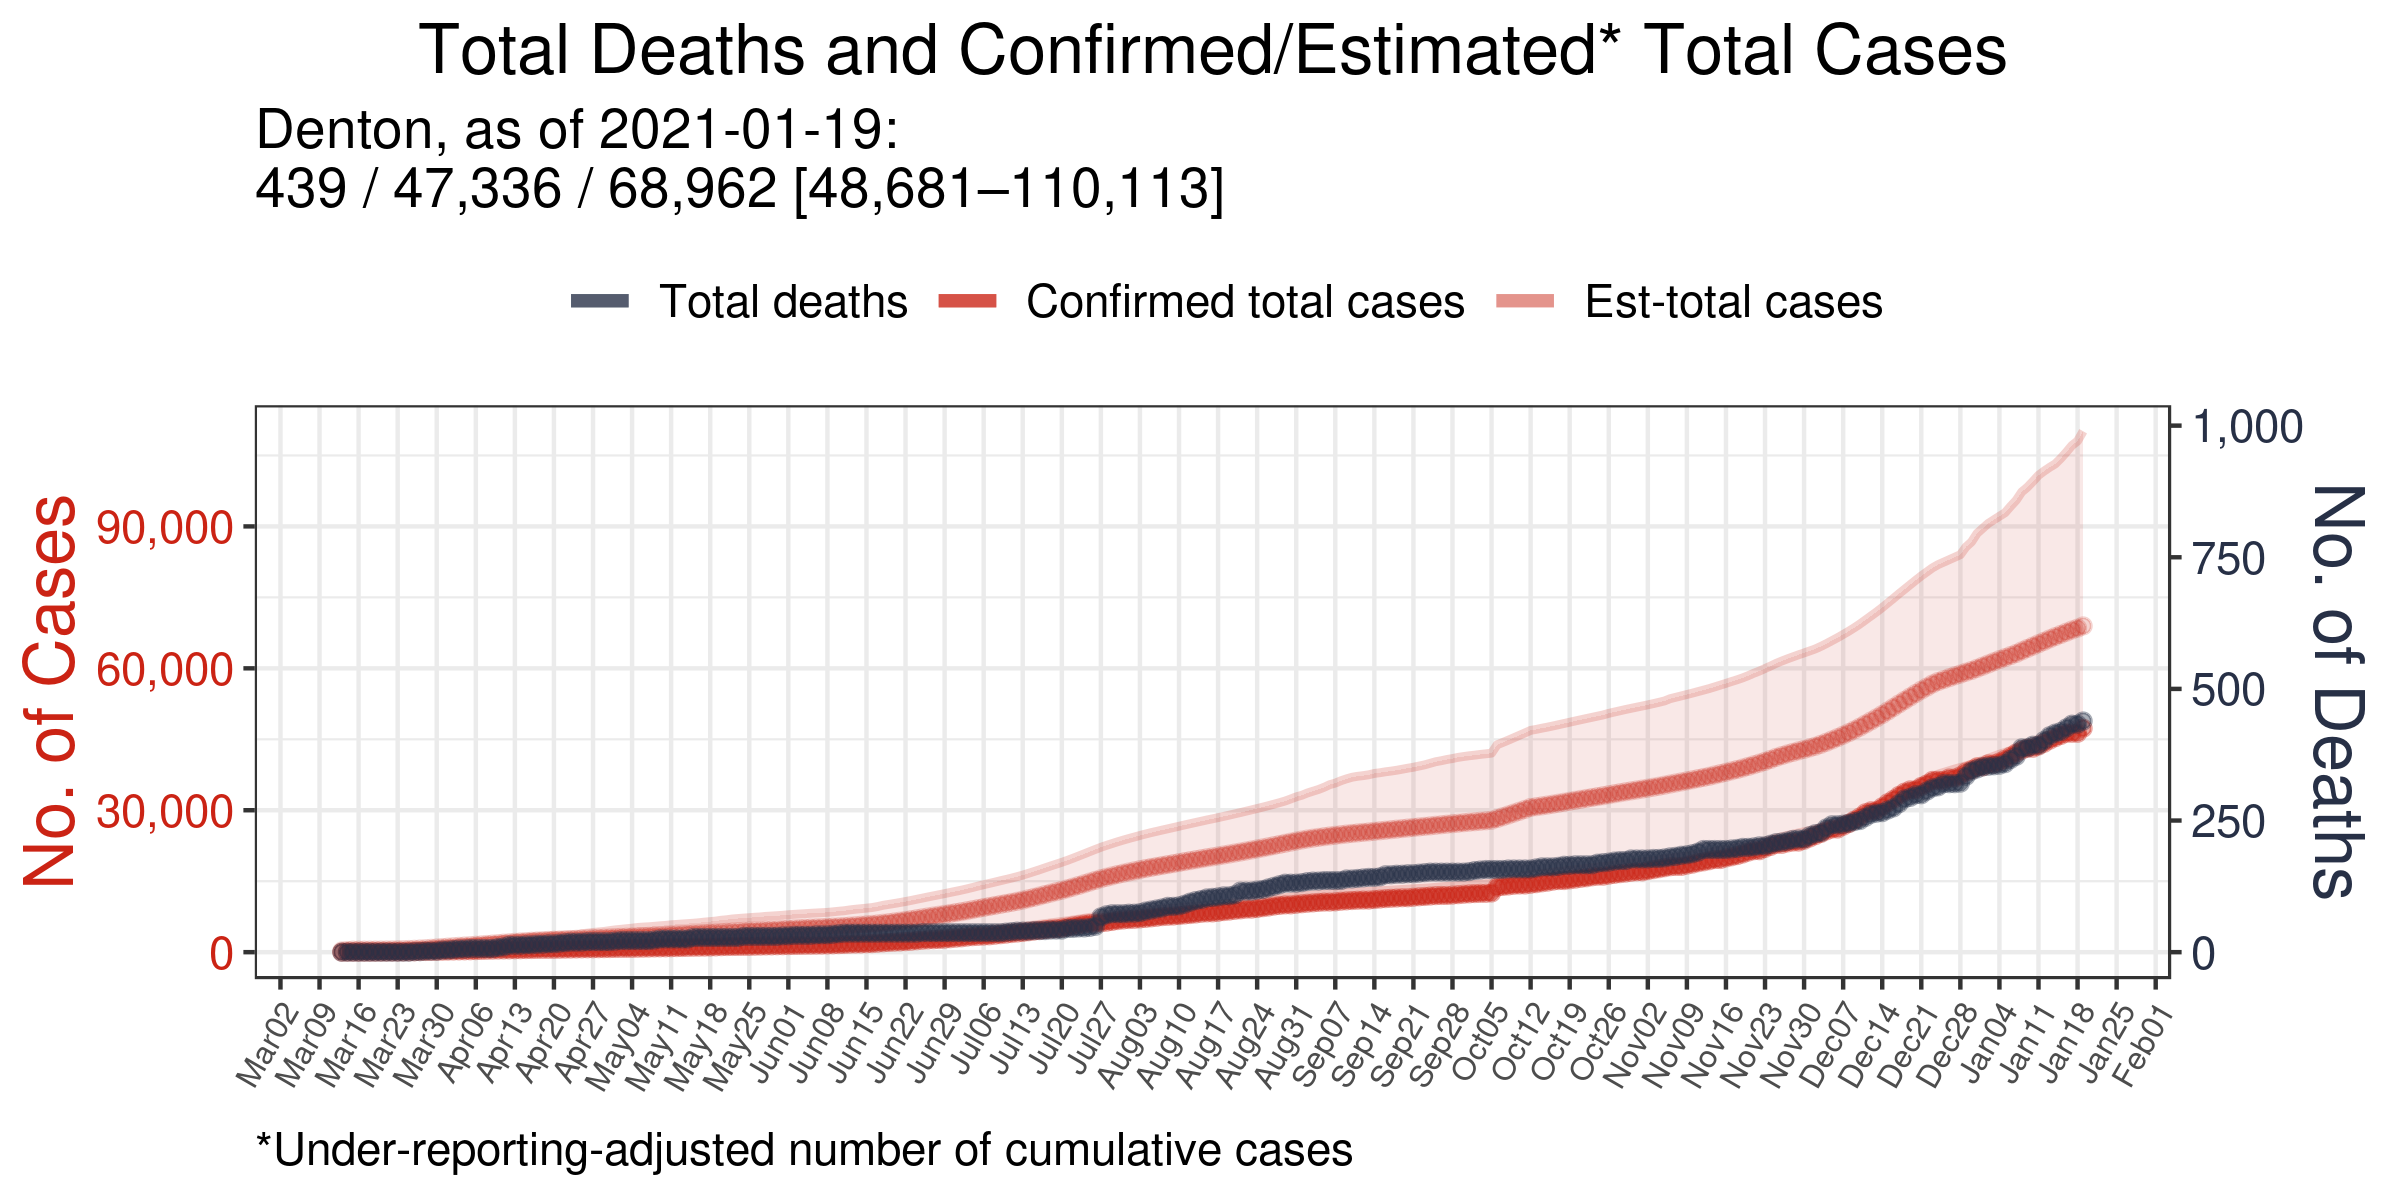 Total Deaths and Confirmed/Estimated* Total Cases
Denton, as of 2021-01-19:
439 / 47,336 / 68,962 [48,681–110,113]
Total deaths
Confirmed total cases
Est-total cases
No. of Cases
90,000
60,000
30,000
0
1,000
750
500
250
0
No. of Deaths
Mar02
Mar09
Mar16
Mar23
Mar30
Apr06
Apr13
Apr20
Apr27
May04
May11
May18
May25
Jun01
Jun08
Jun15
Jun22
Jun29
Jul06
Jul13
Jul20
Jul27
Aug03
Aug10
Aug17
Aug24
Aug31
Sep07
Sep14
Sep21
Sep28
Oct05
Oct12
Oct19
Oct26
Nov02
Nov09
Nov16
Nov23
Nov30
Dec07
Dec14
Dec21
Dec28
Jan04
Jan11
Jan18
Jan25
Feb01
*Under-reporting-adjusted number of cumulative cases